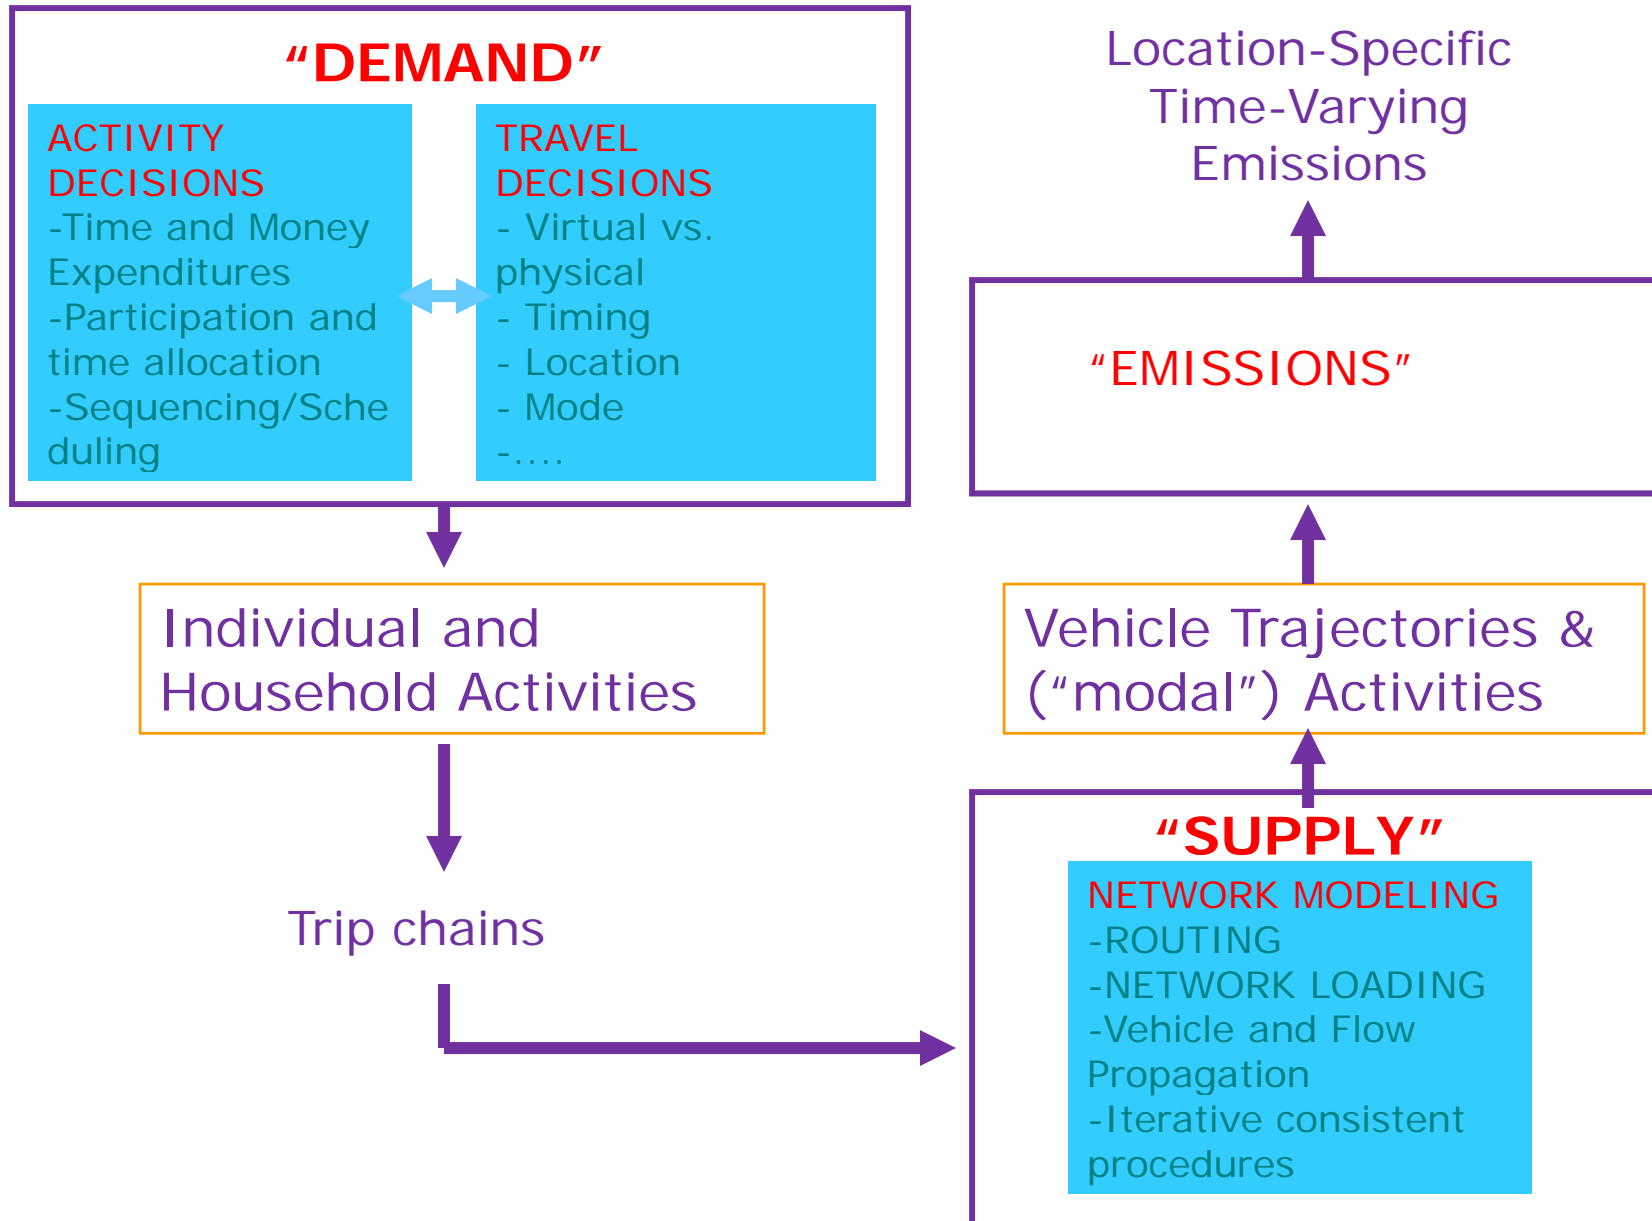 “DEMAND”
ACTIVITY
DECISIONS
-Time and Money
Expenditures
-Participation and
time allocation
-Sequencing/Sche
duling
TRAVEL
DECISIONS
- Virtual vs.
physical
- Timing
- Location
- Mode
-....
Individual and
Household Activities
Trip chains
“SUPPLY”
NETWORK MODELING
-ROUTING
-NETWORK LOADING
-Vehicle and Flow
Propagation
-Iterative consistent
procedures
Vehicle Trajectories &
(“modal”) Activities
“EMISSIONS”
Location-Specific
Time-Varying
Emissions